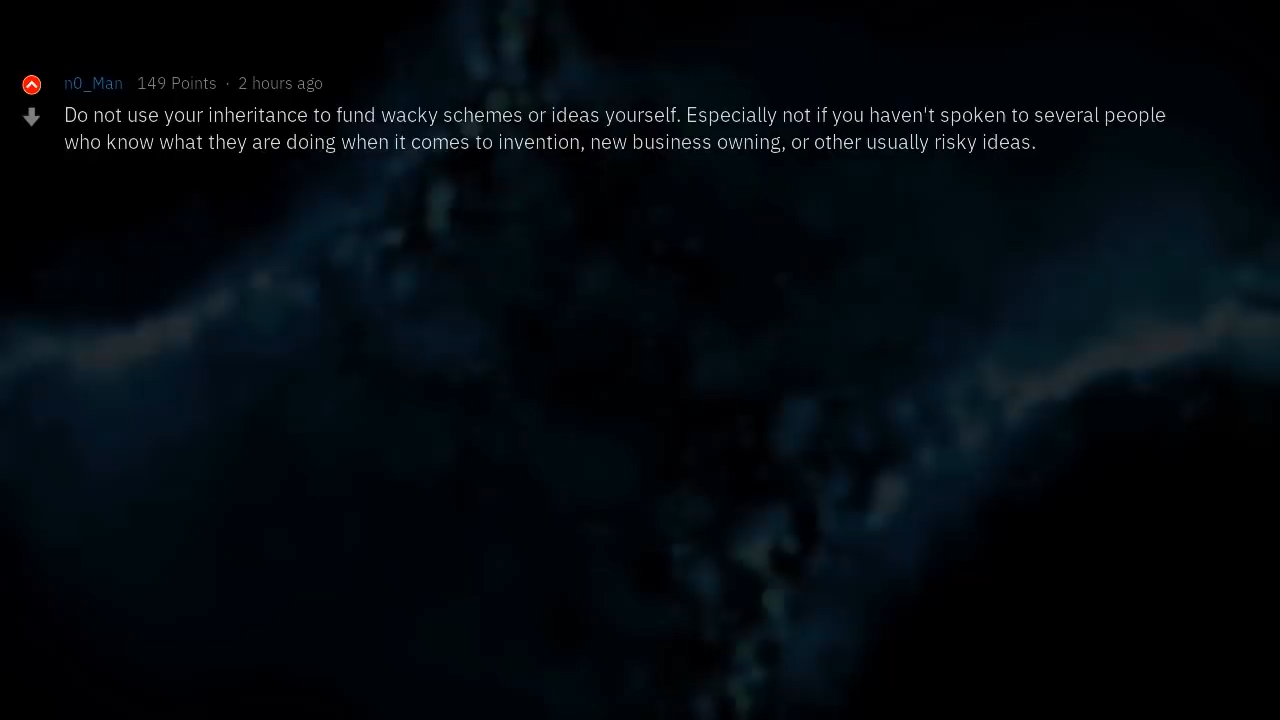 n0_Man 149 Points · 2 hours ago
Do not use your inheritance to fund wacky schemes or ideas yourself. Especially not if you haven't spoken to several people
who know what they are doing when it comes to invention, new business owning, or other usually risky ideas.